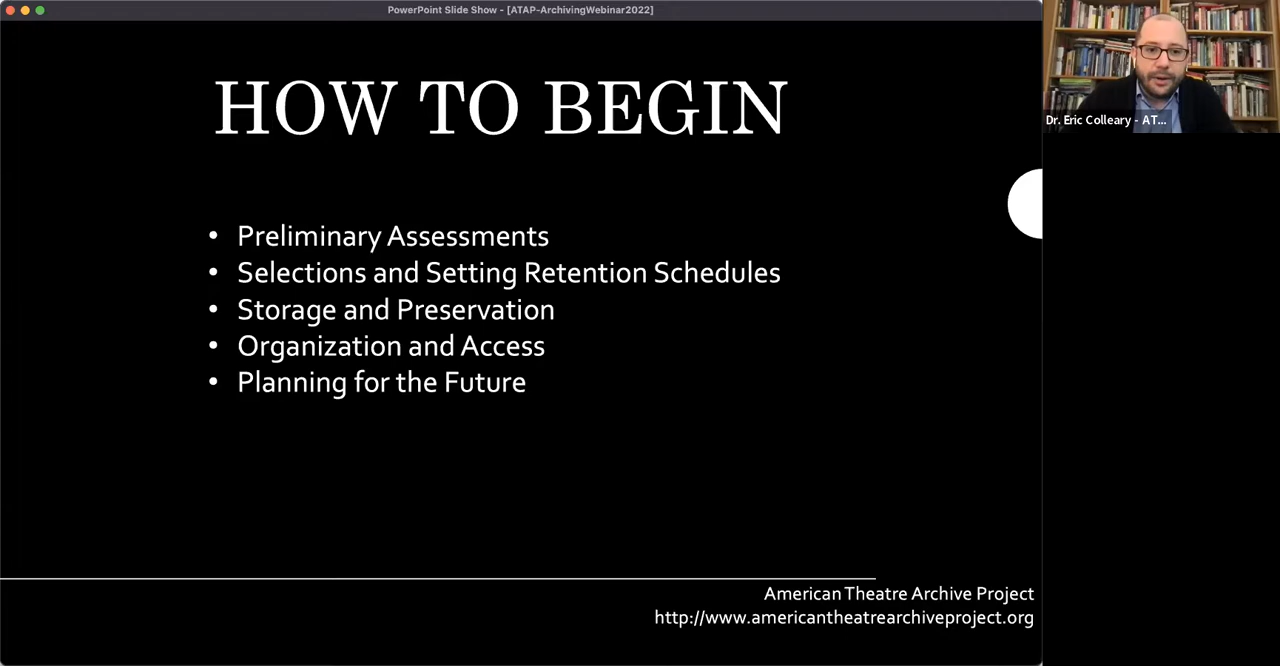 PowerPoint Slide Show - [ATAP-ArchivingWebinar2022]
HOW TO BEGIN
• Preliminary Assessments
• Selections and Setting Retention Schedules
• Storage and Preservation
• Organization and Access
• Planning for the Future
American Theatre Archive Project
http://www.americantheatrearchiveproject.org
Dr. Eric Colleary - AT...